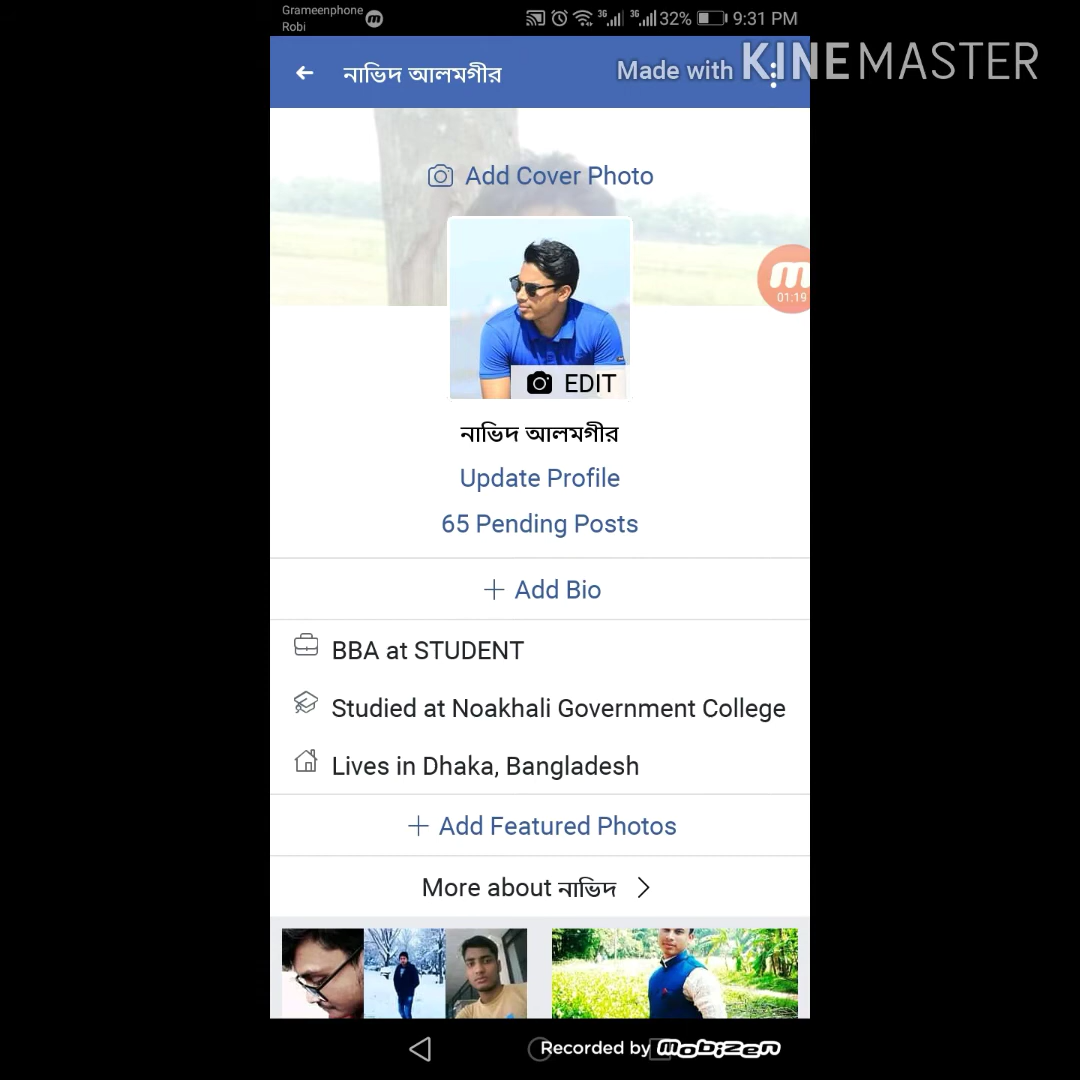 Grameenphone
Robi
3G 3G 32% 9:31 PM
নাভিদ আলমগীর
Made with KINEMASTER
Add Cover Photo
01:19
EDIT
নাভিদ আলমগীর
Update Profile
65 Pending Posts
+ Add Bio
BBA at STUDENT
Studied at Noakhali Government College
Lives in Dhaka, Bangladesh
+ Add Featured Photos
More about নাভিদ
Recorded by mobizen